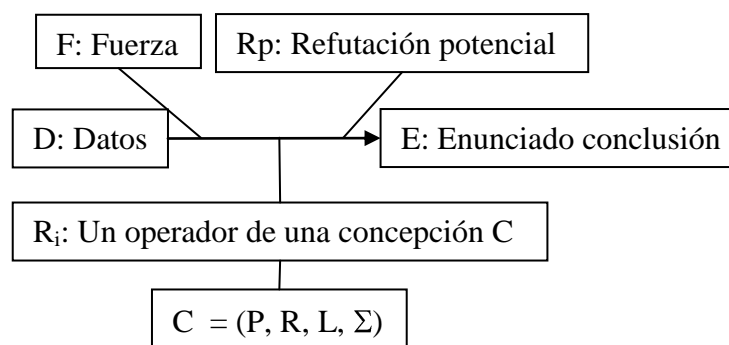 F: Fuerza
Rp: Refutación potencial
D: Datos
E: Enunciado conclusión
Ri: Un operador de una concepción C
C = (P, R, L, Σ)